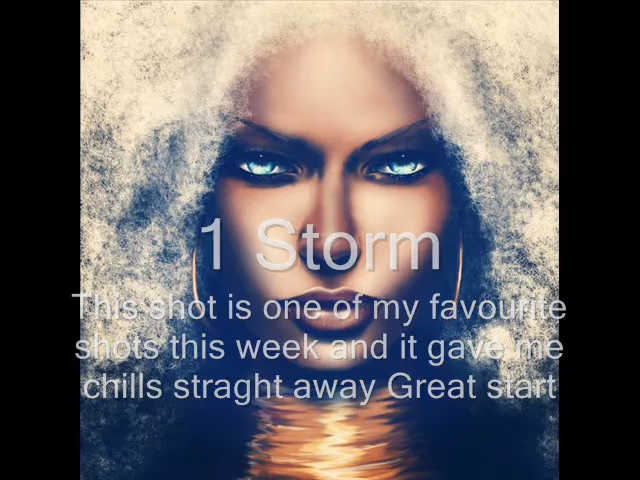 1 Storm
This shot is one of my favourite
shots this week and it gave me
chills straght away Great start